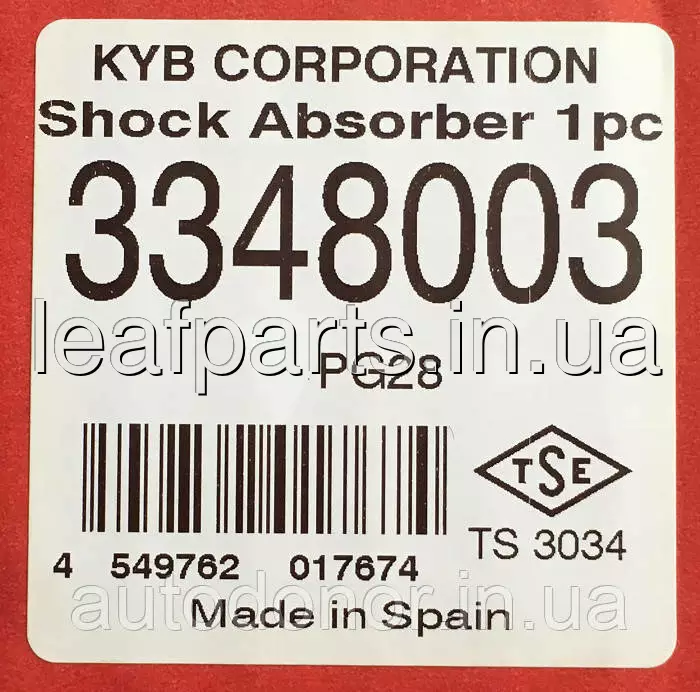 KYB CORPORATION
Shock Absorber 1pc
3348003
leafparts.in.ua
PG28
TSE
TS 3034
4 549762 017674
autodonor.in.ua
Made in Spain